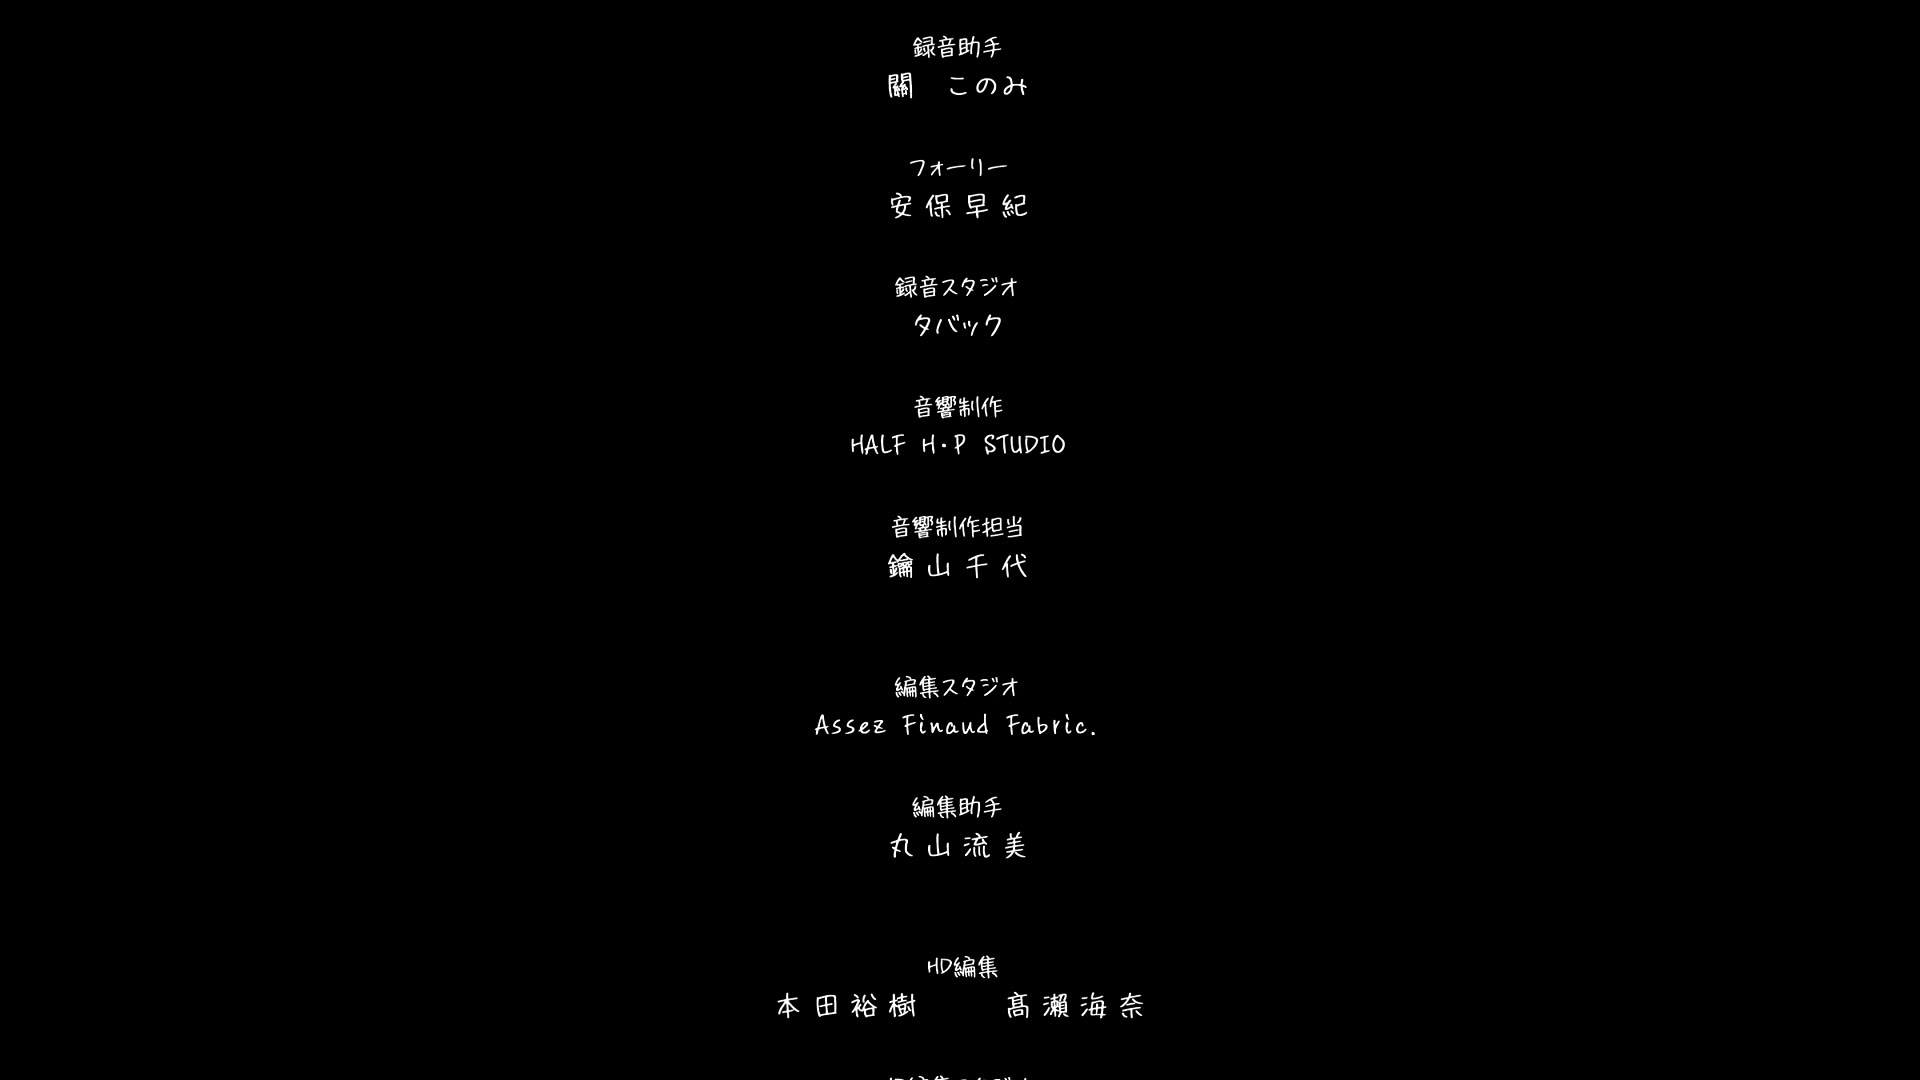 録音助手
關　このみ
フォーリー
安保早紀
録音スタジオ
タバック
音響制作
HALF H・P STUDIO
音響制作担当
鑰山千代
編集スタジオ
Assez Finaud Fabric.
編集助手
丸山流美
HD編集
本田裕樹　　髙瀨海奈